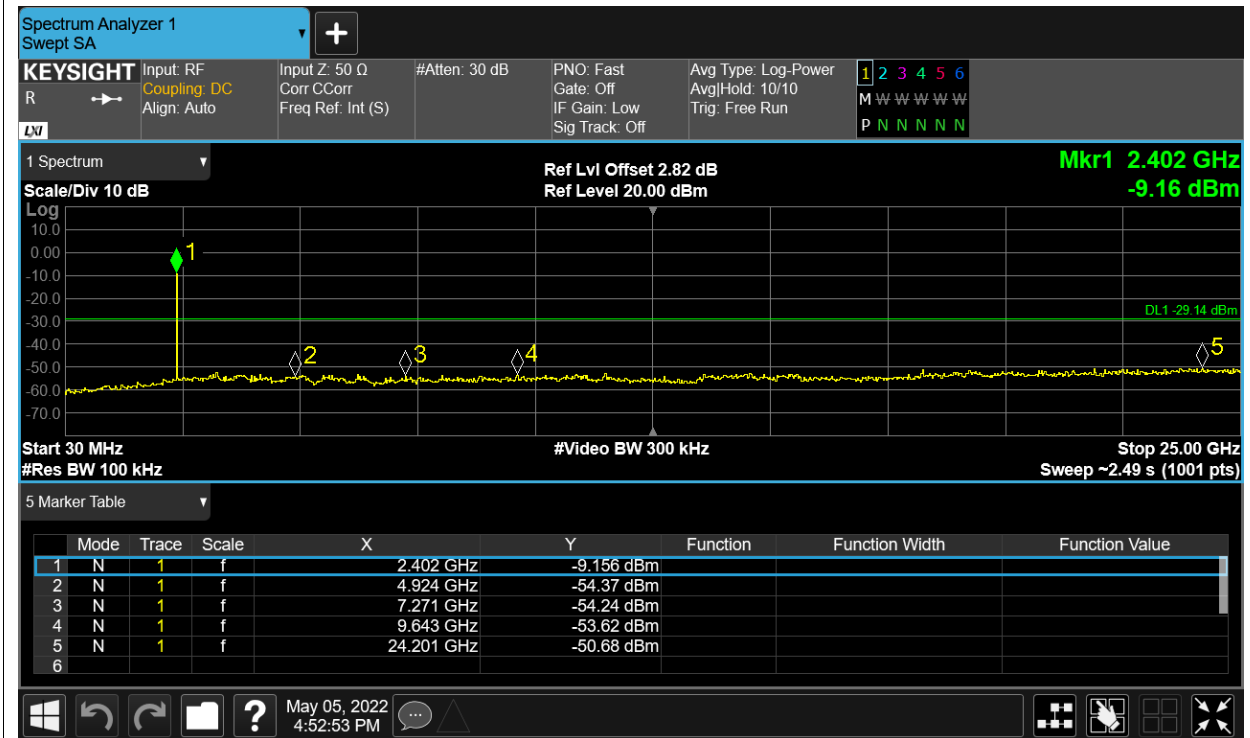 Spectrum Analyzer 1
Swept SA
+
KEYSIGHT Input: RF Input Z: 50 Ω #Atten: 30 dB PNO: Fast Avg Type: Log-Power 1 2 3 4 5 6
R Coupling: DC Corr CCorr Gate: Off Avg|Hold: 10/10 M W W W W W
Align: Auto Freq Ref: Int (S) IF Gain: Low Trig: Free Run
LXI Sig Track: Off P N N N N N
1 Spectrum
Ref Lvl Offset 2.82 dB Mkr1 2.402 GHz
Scale/Div 10 dB Ref Level 20.00 dBm -9.16 dBm
Log
10.0
0.00 1
-10.0
-20.0
DL1 -29.14 dBm
-30.0
-40.0
2 3 4 5
-50.0
-60.0
-70.0
Start 30 MHz #Video BW 300 kHz Stop 25.00 GHz
#Res BW 100 kHz Sweep ~2.49 s (1001 pts)
5 Marker Table
Mode Trace Scale X Y Function Function Width Function Value
1 N 1 f 2.402 GHz -9.156 dBm
2 N 1 f 4.924 GHz -54.37 dBm
3 N 1 f 7.271 GHz -54.24 dBm
4 N 1 f 9.643 GHz -53.62 dBm
5 N 1 f 24.201 GHz -50.68 dBm
6
? May 05, 2022
4:52:53 PM